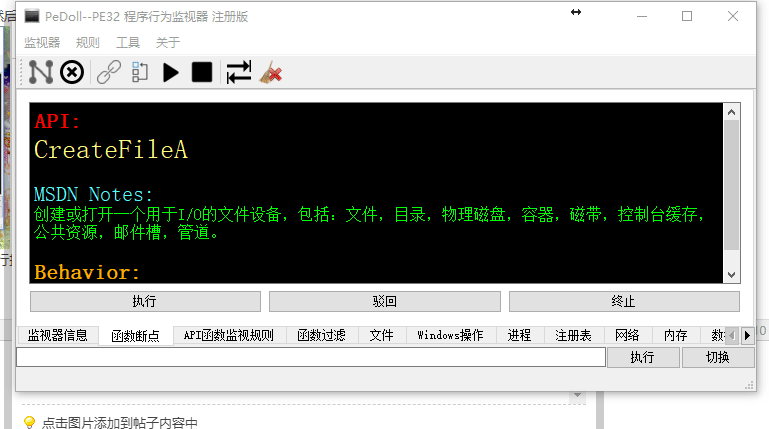 PeDoll--PE32 程序行为监视器 注册版
监视器 规则 工具 关于
API:
CreateFileA
MSDN Notes:
创建或打开一个用于I/O的文件设备，包括：文件，目录，物理磁盘，容器，磁带，控制台缓存，
公共资源，邮件槽，管道。
Behavior:
执行 驳回 终止
监视器信息 函数断点 API函数监视规则 函数过滤 文件 Windows操作 进程 注册表 网络 内存
执行 切换
点击图片添加到帖子内容中